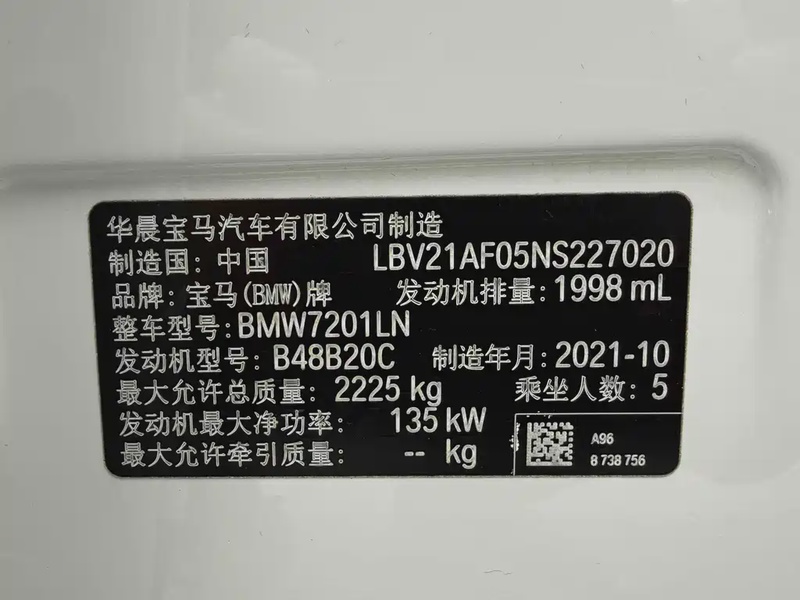 华晨宝马汽车有限公司制造
制造国: 中国 LBV21AF05NS227020
品牌: 宝马(BMW)牌 发动机排量: 1998 mL
整车型号: BMW7201LN
发动机型号: B48B20C 制造年月: 2021-10
最大允许总质量: 2225 kg 乘坐人数: 5
发动机最大净功率: 135 kW
最大允许牵引质量: -- kg
A96
8 738 756